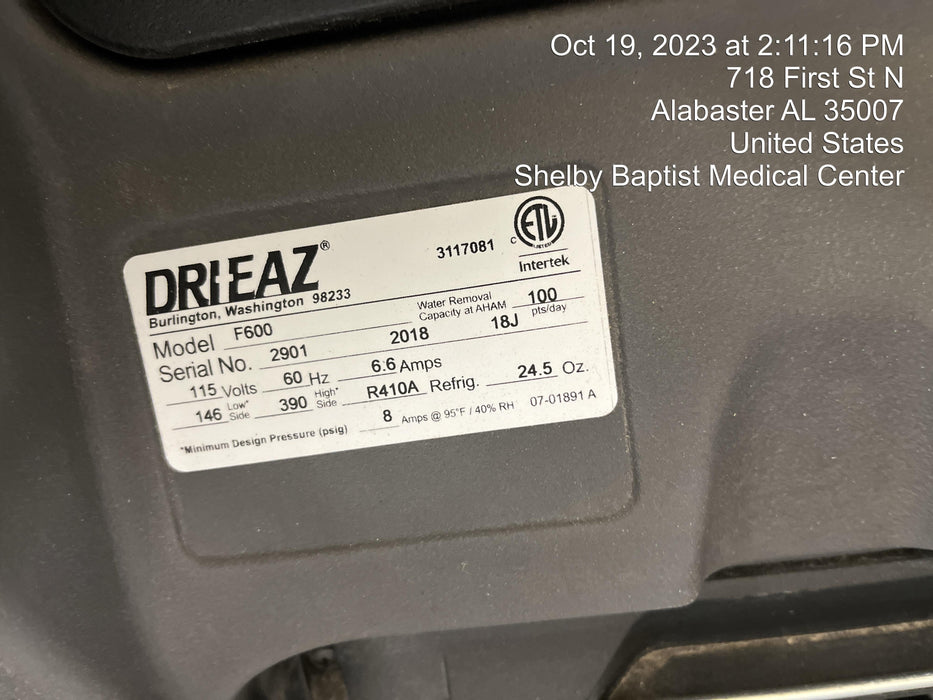 Oct 19, 2023 at 2:11:16 PM
718 First St N
Alabaster AL 35007
United States
Shelby Baptist Medical Center
DRIEAZ®
3117081
C ETL
LISTED
Intertek
Burlington, Washington 98233
Water Removal
Capacity at AHAM 100 pts/day
Model F600
Serial No. 2901 2018 18J
115 Volts 60 Hz 6.6 Amps
146 Low* Side 390 High* Side R410A Refrig. 24.5 Oz.
*Minimum Design Pressure (psig) 8 Amps @ 95°F / 40% RH 07-01891 A